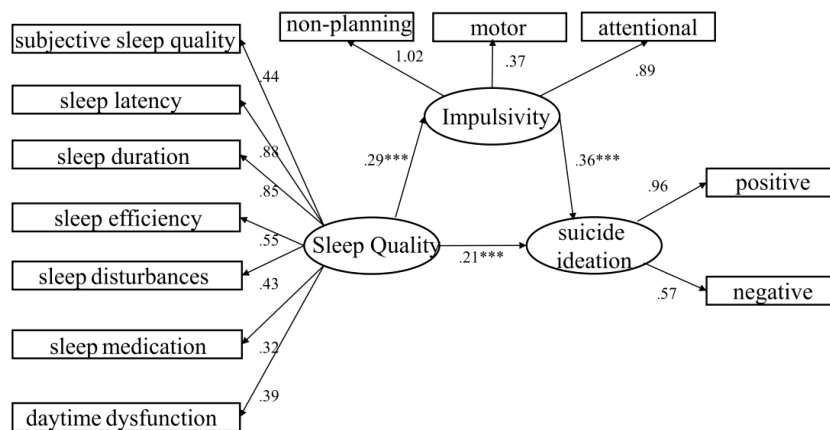 non-planning
motor
attentional
subjective sleep quality
1.02
.37
.89
.44
sleep latency
Impulsivity
.88
sleep duration
.29***
.36***
.85
.96
positive
sleep efficiency
.55
Sleep Quality
.21***
suicide
ideation
sleep disturbances
.43
.57
negative
sleep medication
.32
.39
daytime dysfunction